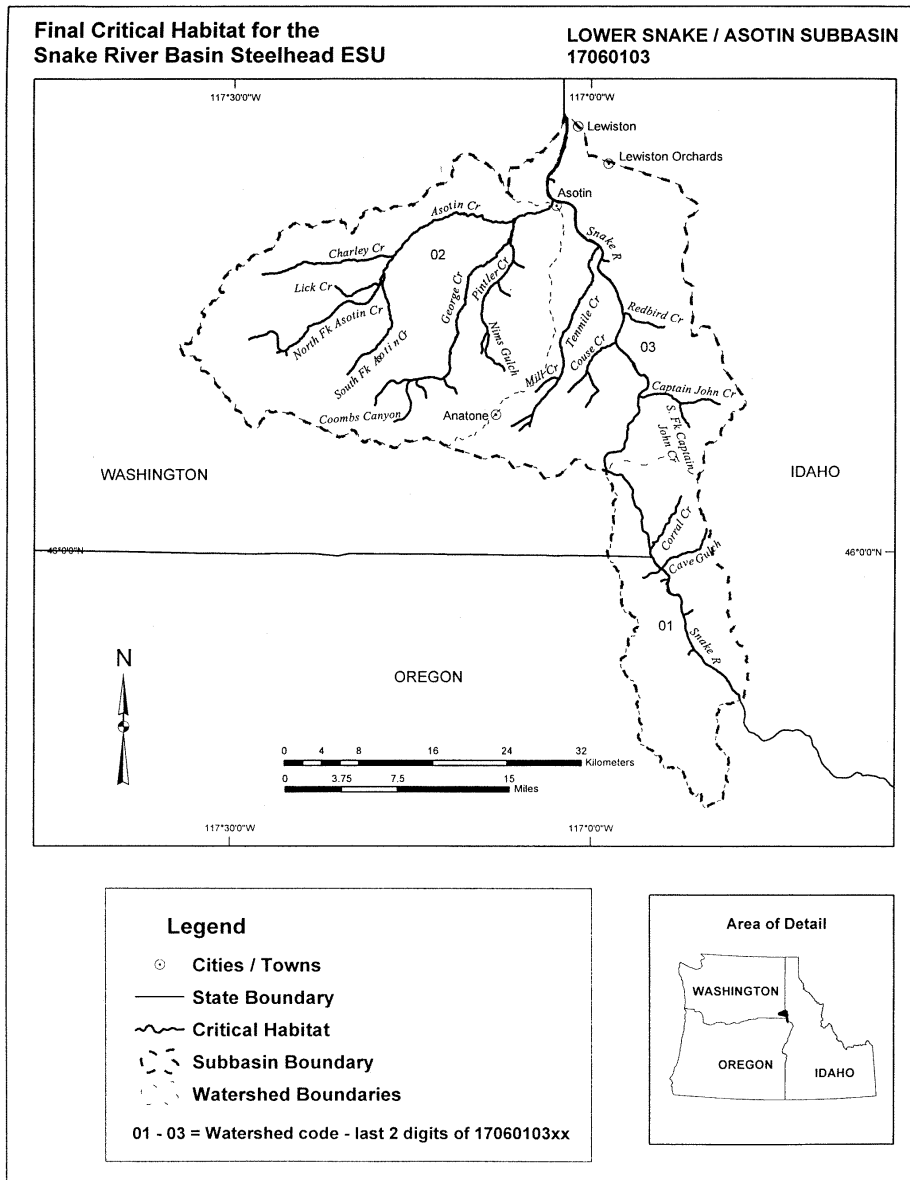 Final Critical Habitat for the
Snake River Basin Steelhead ESU
LOWER SNAKE / ASOTIN SUBBASIN
17060103
117°30'0"W
117°0'0"W
Lewiston
Lewiston Orchards
Asotin
Asotin Cr
Snake R
Charley Cr
02
Lick Cr
George Cr
Pintler Cr
North Fk Asotin Cr
South Fk Asotin Cr
Nims Gulch
Tenmile Cr
Redbird Cr
Couse Cr
03
Mill Cr
Captain John Cr
Coombs Canyon
Anatone
S. Fk Captain
John Cr
WASHINGTON
IDAHO
Corral Cr
46°0'0"N
46°0'0"N
Cave Gulch
01
Snake R
N
OREGON
0 4 8 16 24 32
Kilometers
0 3.75 7.5 15
Miles
117°30'0"W
117°0'0"W
Legend
Cities / Towns
State Boundary
Critical Habitat
Subbasin Boundary
Watershed Boundaries
01 - 03 = Watershed code - last 2 digits of 17060103xx
Area of Detail
WASHINGTON
OREGON
IDAHO